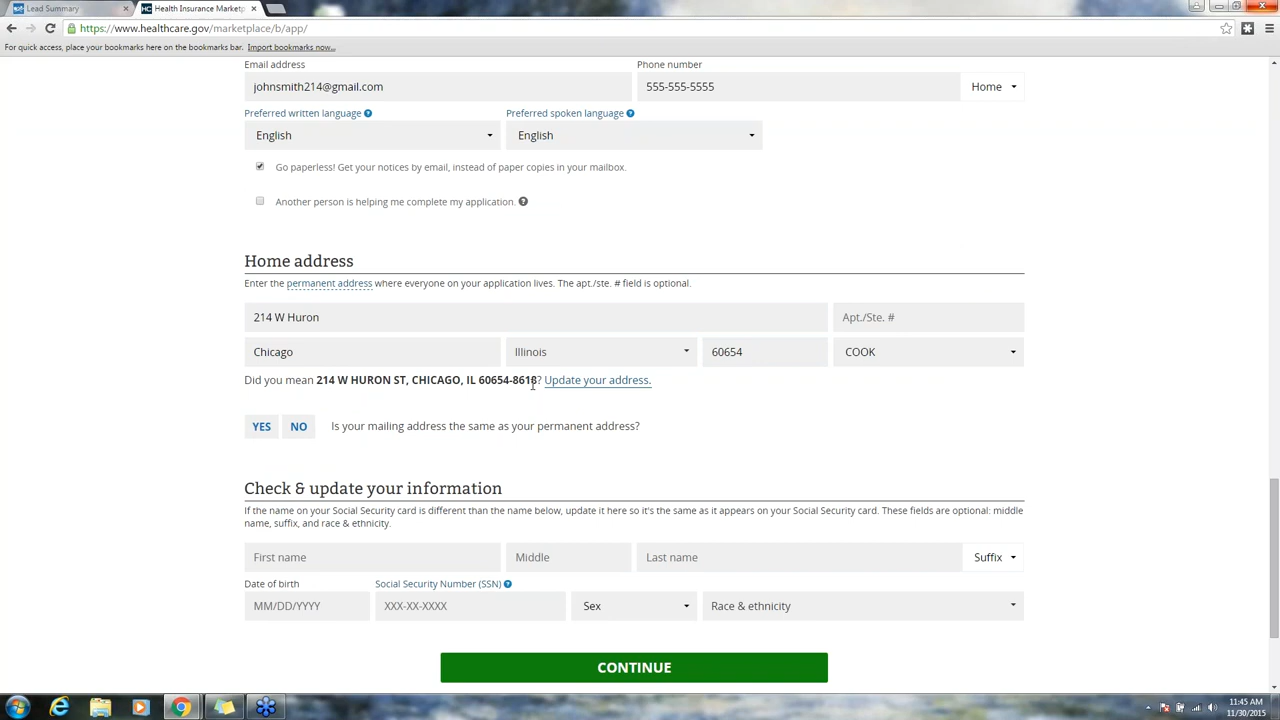 Lead Summary
Health Insurance Marketp
https://www.healthcare.gov/marketplace/b/app/
For quick access, place your bookmarks here on the bookmarks bar. Import bookmarks now...
Email address
Phone number
johnsmith214@gmail.com
555-555-5555
Home
Preferred written language
Preferred spoken language
English
English
Go paperless! Get your notices by email, instead of paper copies in your mailbox.
Another person is helping me complete my application.
Home address
Enter the permanent address where everyone on your application lives. The apt./ste. # field is optional.
214 W Huron
Apt./Ste. #
Chicago
Illinois
60654
COOK
Did you mean 214 W HURON ST, CHICAGO, IL 60654-8618? Update your address.
YES
NO
Is your mailing address the same as your permanent address?
Check & update your information
If the name on your Social Security card is different than the name below, update it here so it's the same as it appears on your Social Security card. These fields are optional: middle
name, suffix, and race & ethnicity.
First name
Middle
Last name
Suffix
Date of birth
Social Security Number (SSN)
MM/DD/YYYY
XXX-XX-XXXX
Sex
Race & ethnicity
CONTINUE
11:45 AM
11/30/2015